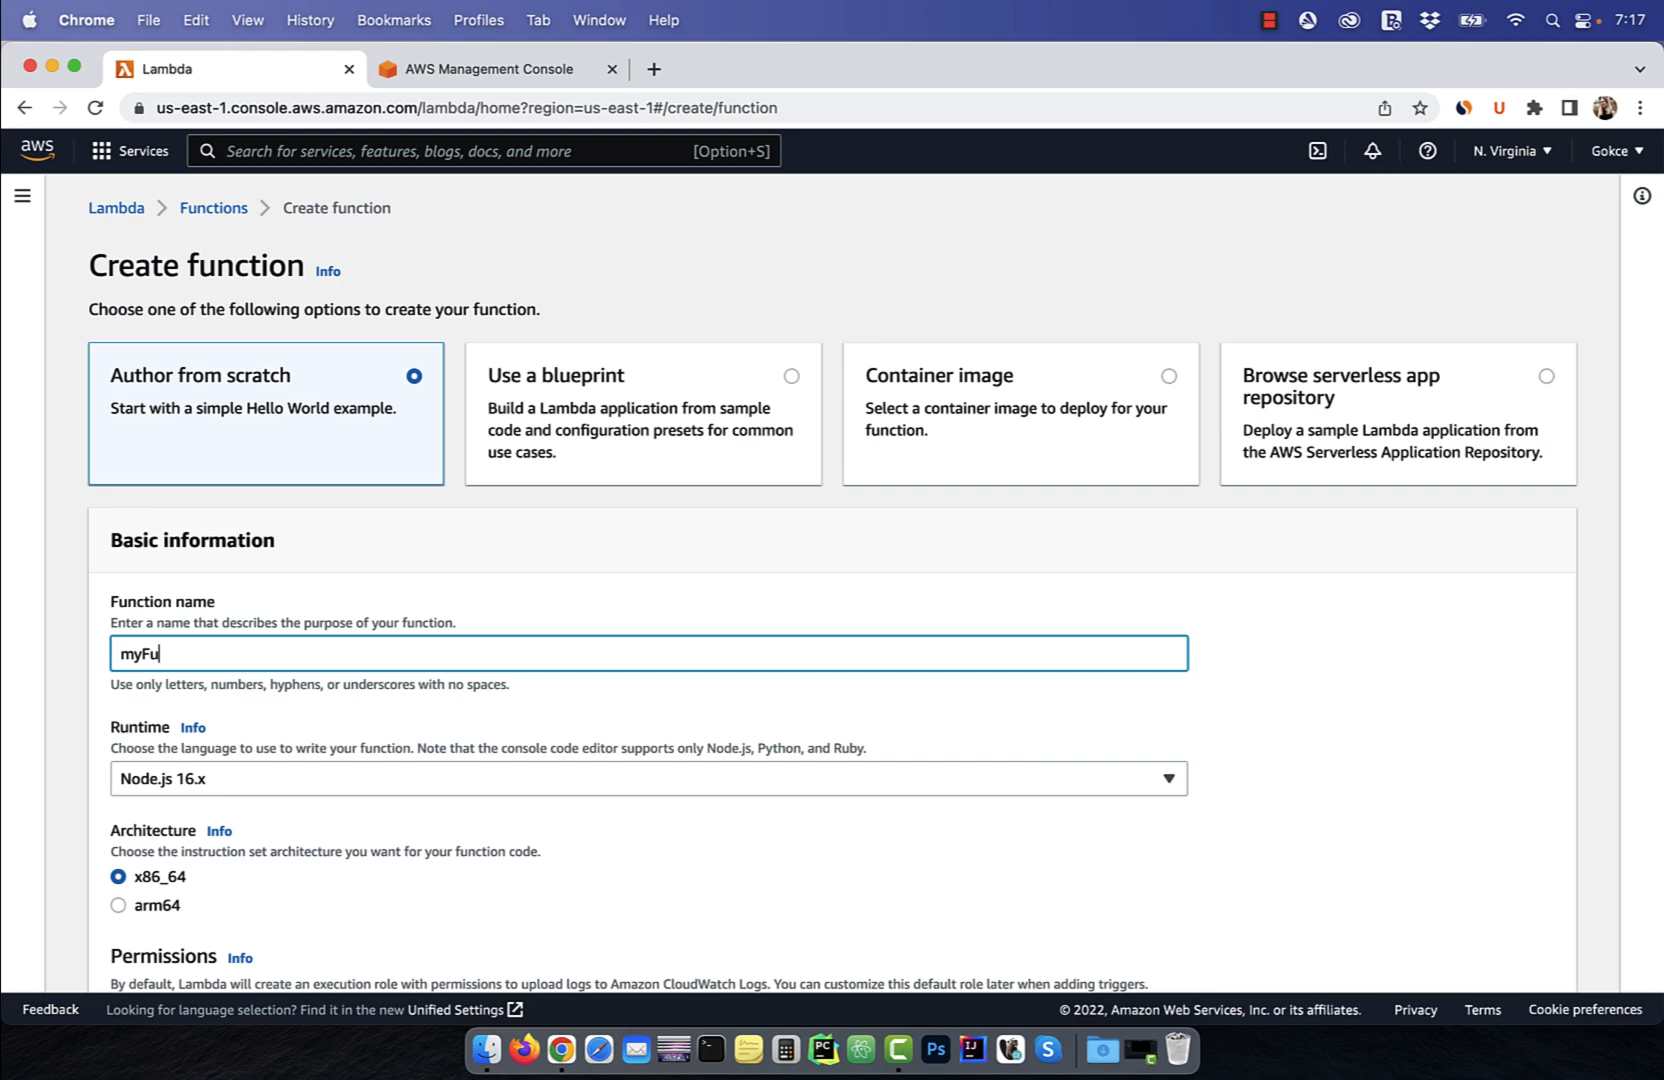 Chrome File Edit View History Bookmarks Profiles Tab Window Help 7:17
Lambda AWS Management Console
us-east-1.console.aws.amazon.com/lambda/home?region=us-east-1#/create/function
aws Services Search for services, features, blogs, docs, and more [Option+S] N. Virginia Gokce
Lambda Functions Create function
Create function Info
Choose one of the following options to create your function.
Author from scratch
Start with a simple Hello World example.
Use a blueprint
Build a Lambda application from sample
code and configuration presets for common
use cases.
Container image
Select a container image to deploy for your
function.
Browse serverless app
repository
Deploy a sample Lambda application from
the AWS Serverless Application Repository.
Basic information
Function name
Enter a name that describes the purpose of your function.
myFu
Use only letters, numbers, hyphens, or underscores with no spaces.
Runtime Info
Choose the language to use to write your function. Note that the console code editor supports only Node.js, Python, and Ruby.
Node.js 16.x
Architecture Info
Choose the instruction set architecture you want for your function code.
x86_64
arm64
Permissions Info
By default, Lambda will create an execution role with permissions to upload logs to Amazon CloudWatch Logs. You can customize this default role later when adding triggers.
Feedback Looking for language selection? Find it in the new Unified Settings © 2022, Amazon Web Services, Inc. or its affiliates. Privacy Terms Cookie preferences
PC Ps IJ S